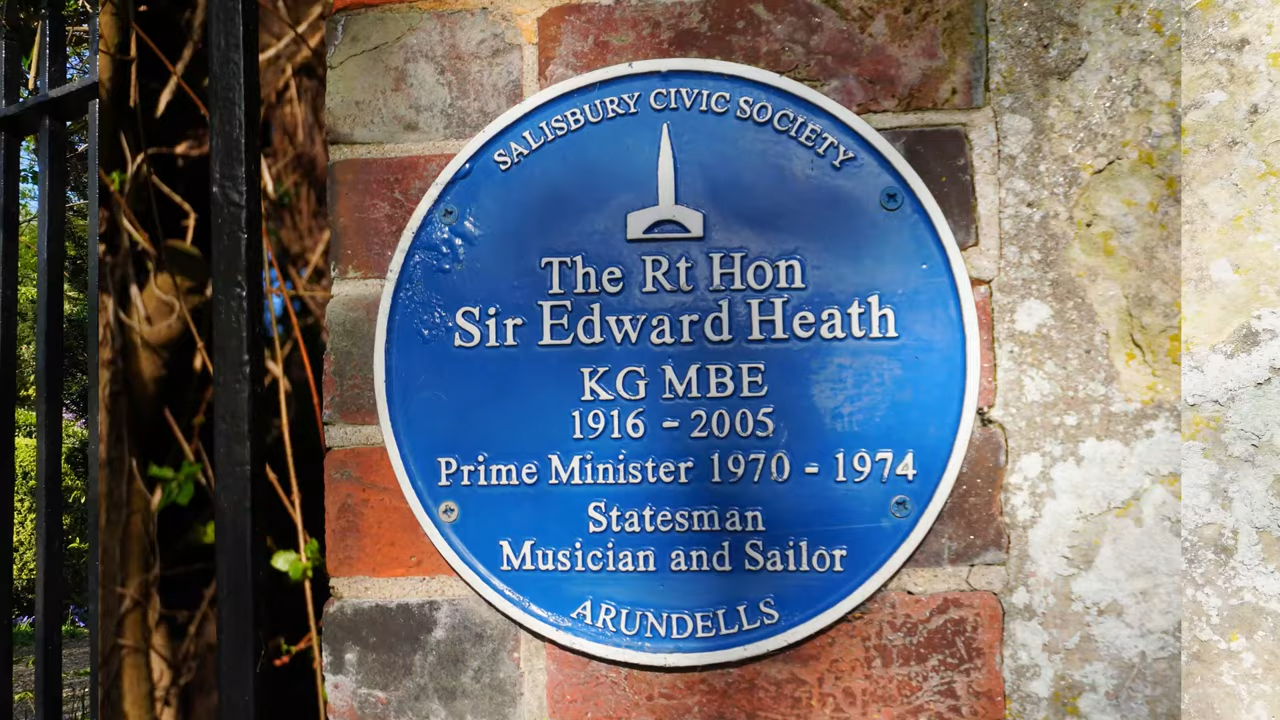 SALISBURY CIVIC SOCIETY
The Rt Hon
Sir Edward Heath
KG MBE
1916 - 2005
Prime Minister 1970 - 1974
Statesman
Musician and Sailor
ARUNDELLS